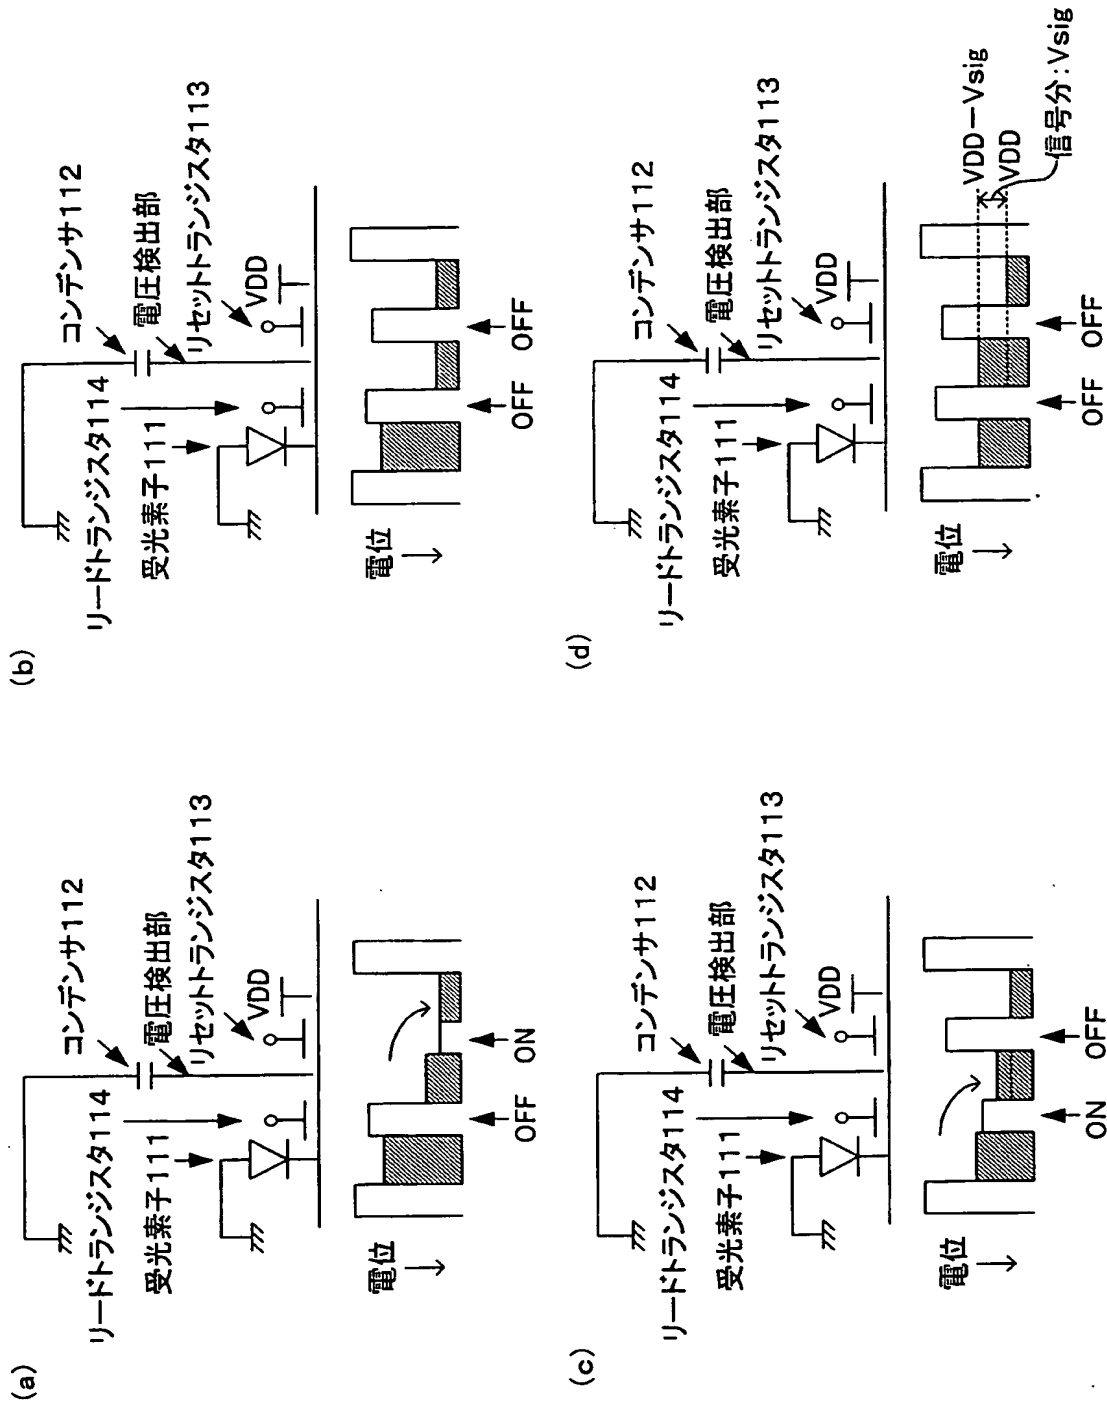 (a)
コンデンサ112
電圧検出部
リセットトランジスタ113
VDD
リードトランジスタ114
受光素子111
電位
OFF
ON
(b)
コンデンサ112
電圧検出部
リセットトランジスタ113
VDD
リードトランジスタ114
受光素子111
電位
OFF
OFF
(c)
コンデンサ112
電圧検出部
リセットトランジスタ113
VDD
リードトランジスタ114
受光素子111
電位
ON
OFF
(d)
コンデンサ112
電圧検出部
リセットトランジスタ113
VDD
リードトランジスタ114
受光素子111
電位
VDD－Vsig
VDD
信号分:Vsig
OFF
OFF